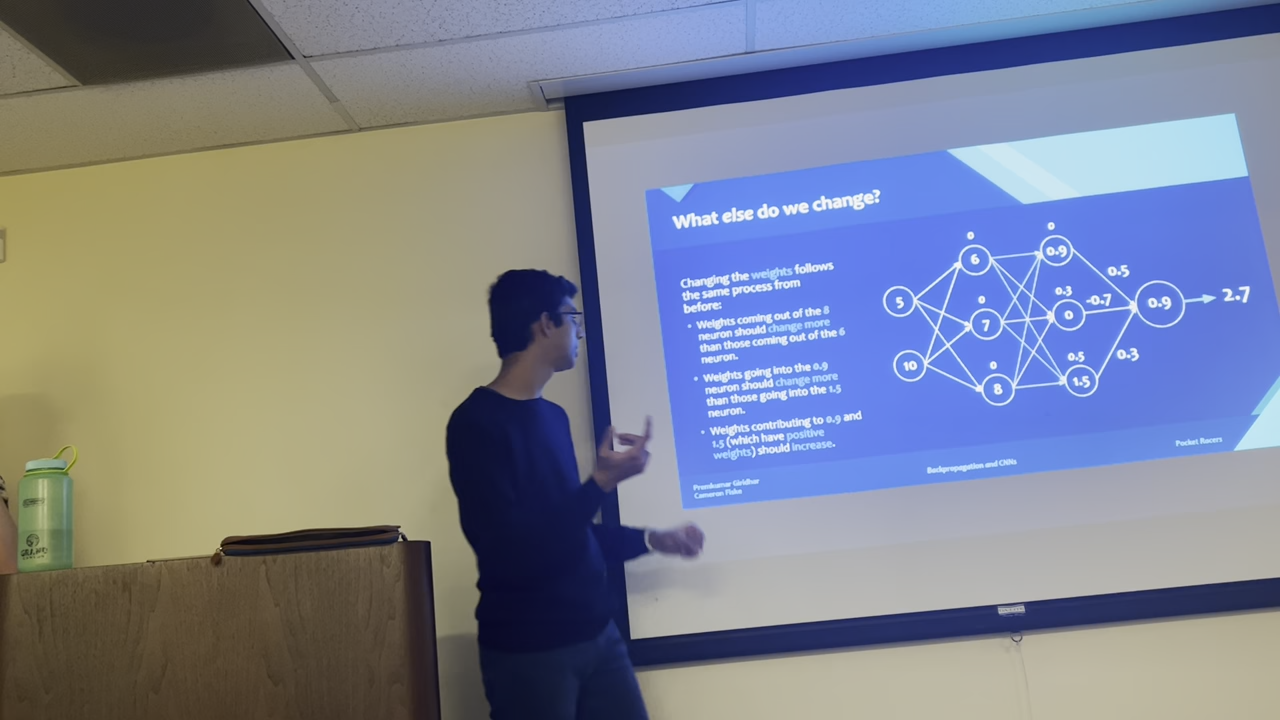 What else do we change?
Changing the weights follows
the same process from
before:
• Weights coming out of the 8
neuron should change more
than those coming out of the 6
neuron.
• Weights going into the 0.9
neuron should change more
than those going into the 1.5
neuron.
• Weights contributing to 0.9 and
1.5 (which have positive
weights) should increase.
0
0
6
0.9
0.5
5
0
0.3
-0.7
0.9
2.7
7
0
10
0
0.5
0.3
8
1.5
Premkumar Giridhar
Cameron Fiske
Backpropagation and CNNs
Pocket Racers